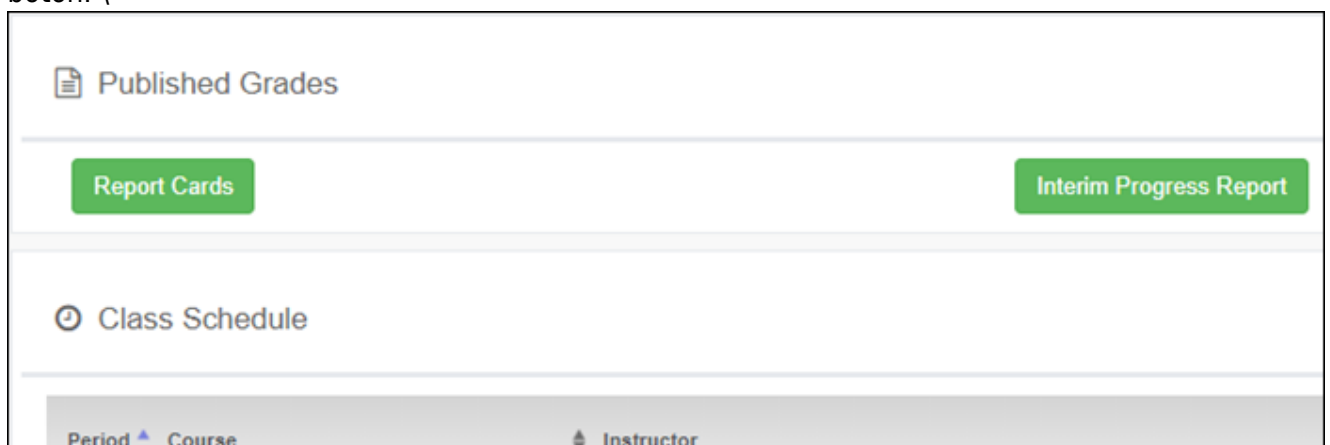 Published Grades
Report Cards Interim Progress Report
Class Schedule
Period Course Instructor